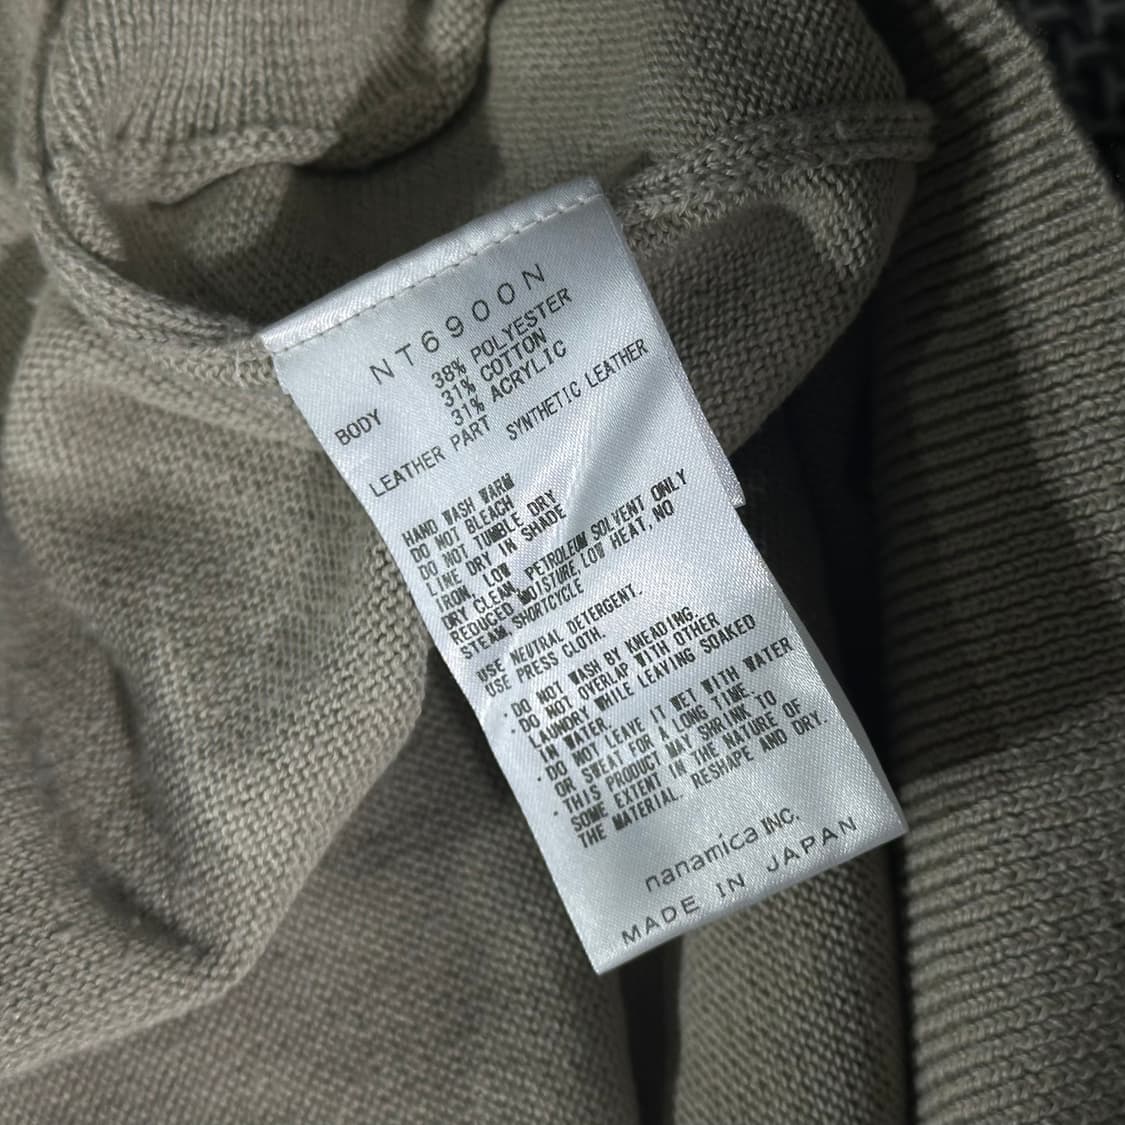 NT6900N
38% POLYESTER
BODY 31% COTTON
31% ACRYLIC
LEATHER PART SYNTHETIC LEATHER
HAND WASH WARM
DO NOT BLEACH
DO NOT TUMBLE DRY
LINE DRY IN SHADE
IRON, LOW
DRY CLEAN, PETROLEUM SOLVENT ONLY
REDUCED MOISTURE, LOW HEAT, NO
STEAM, SHORTCYCLE
USE NEUTRAL DETERGENT.
USE PRESS CLOTH.
・DO NOT WASH BY KNEADING.
・DO NOT OVERLAP WITH OTHER
LAUNDRY WHILE LEAVING SOAKED
IN WATER
・DO NOT LEAVE IT WET WITH WATER
OR SWEAT FOR A LONG TIME.
・THIS PRODUCT MAY SHRINK TO
SOME EXTENT IN THE NATURE OF
THE MATERIAL. RESHAPE AND DRY.
nanamica INC.
MADE IN JAPAN